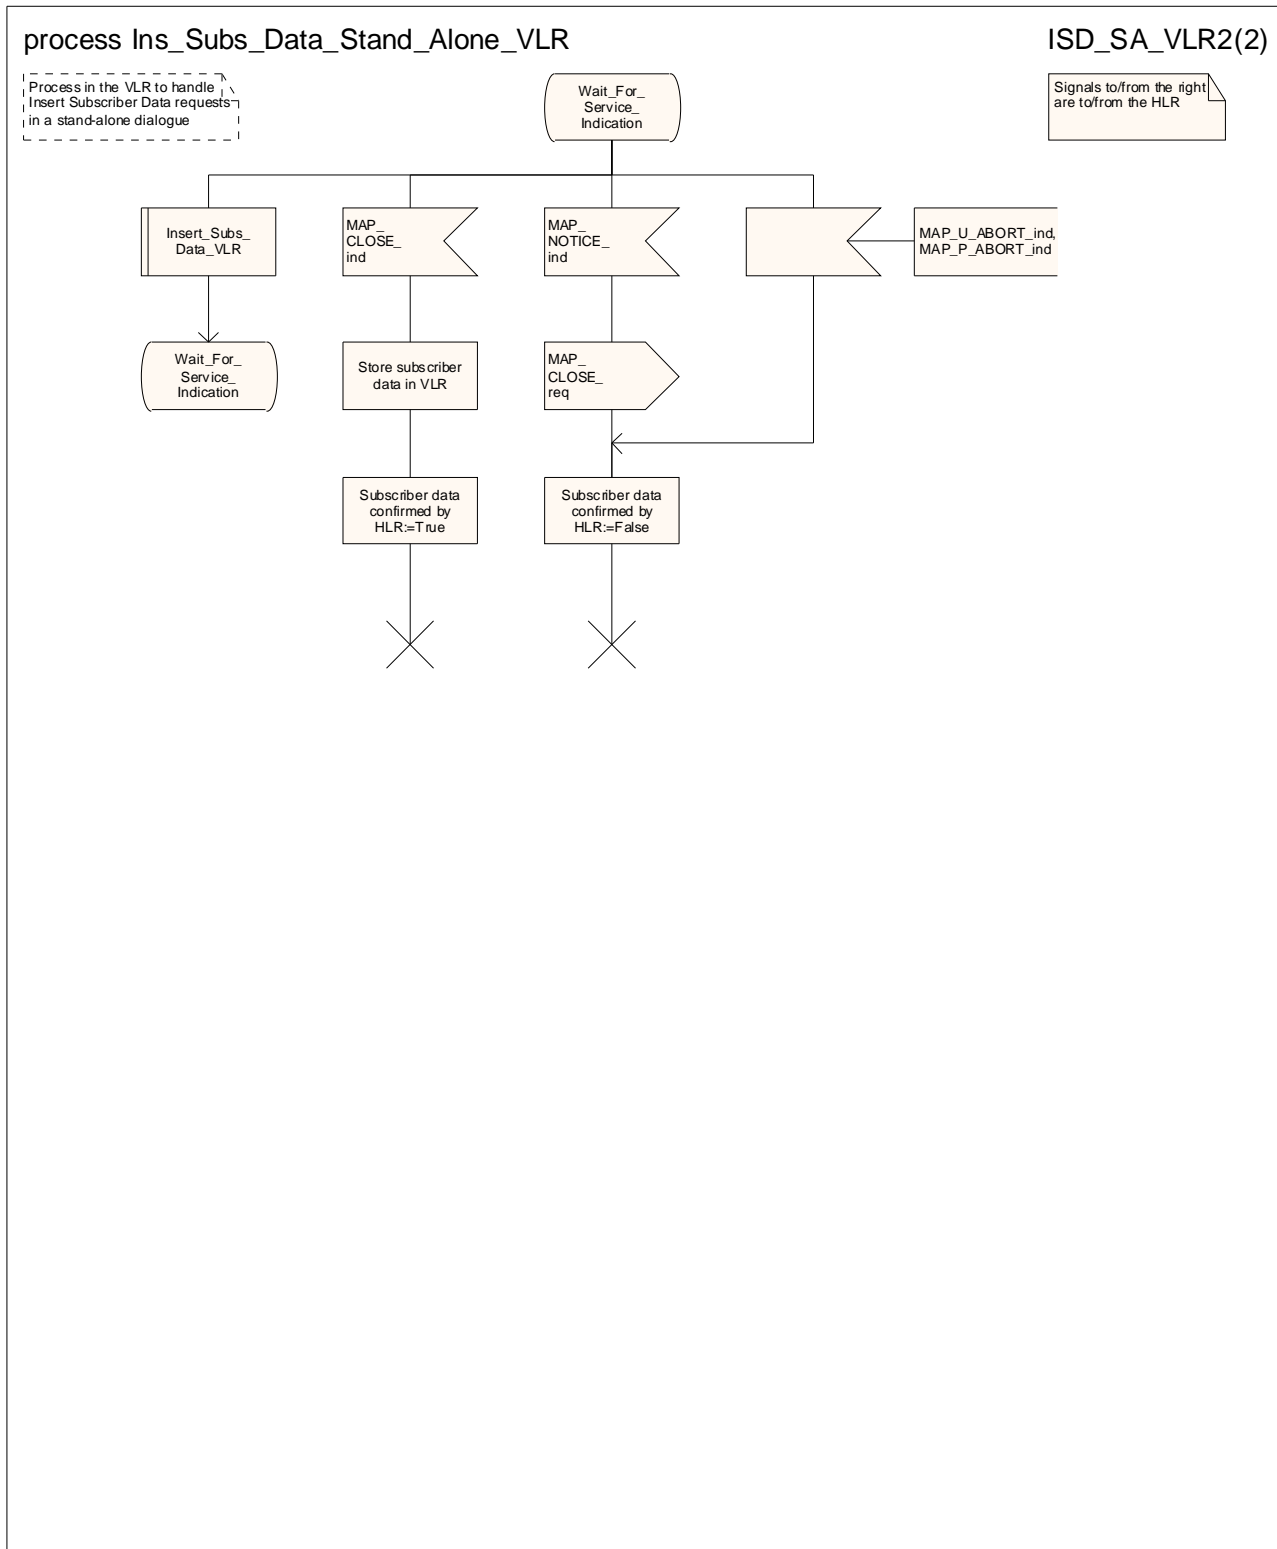 process Ins_Subs_Data_Stand_Alone_VLR
ISD_SA_VLR2(2)
Process in the VLR to handle
Insert Subscriber Data requests
in a stand-alone dialogue
Wait_For_
Service_
Indication
Signals to/from the right
are to/from the HLR
Insert_Subs_
Data_VLR
MAP_
CLOSE_
ind
MAP_
NOTICE_
ind
MAP_U_ABORT_ind,
MAP_P_ABORT_ind
Wait_For_
Service_
Indication
Store subscriber
data in VLR
MAP_
CLOSE_
req
Subscriber data
confirmed by
HLR:=True
Subscriber data
confirmed by
HLR:=False